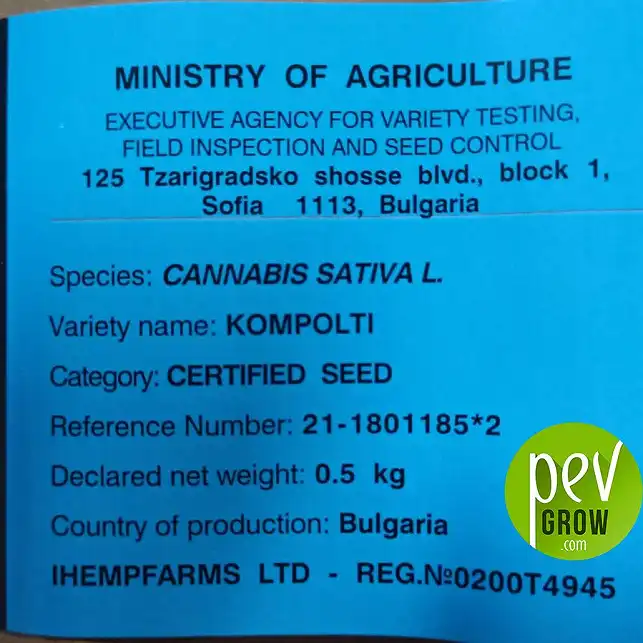 MINISTRY OF AGRICULTURE
EXECUTIVE AGENCY FOR VARIETY TESTING,
FIELD INSPECTION AND SEED CONTROL
125 Tzarigradsko shosse blvd., block 1,
Sofia 1113, Bulgaria
Species: CANNABIS SATIVA L.
Variety name: KOMPOLTI
Category: CERTIFIED SEED
Reference Number: 21-1801185*2
Declared net weight: 0.5 kg
Country of production: Bulgaria
IHEMPFARMS LTD - REG.№0200T4945
pev
GROW
.com